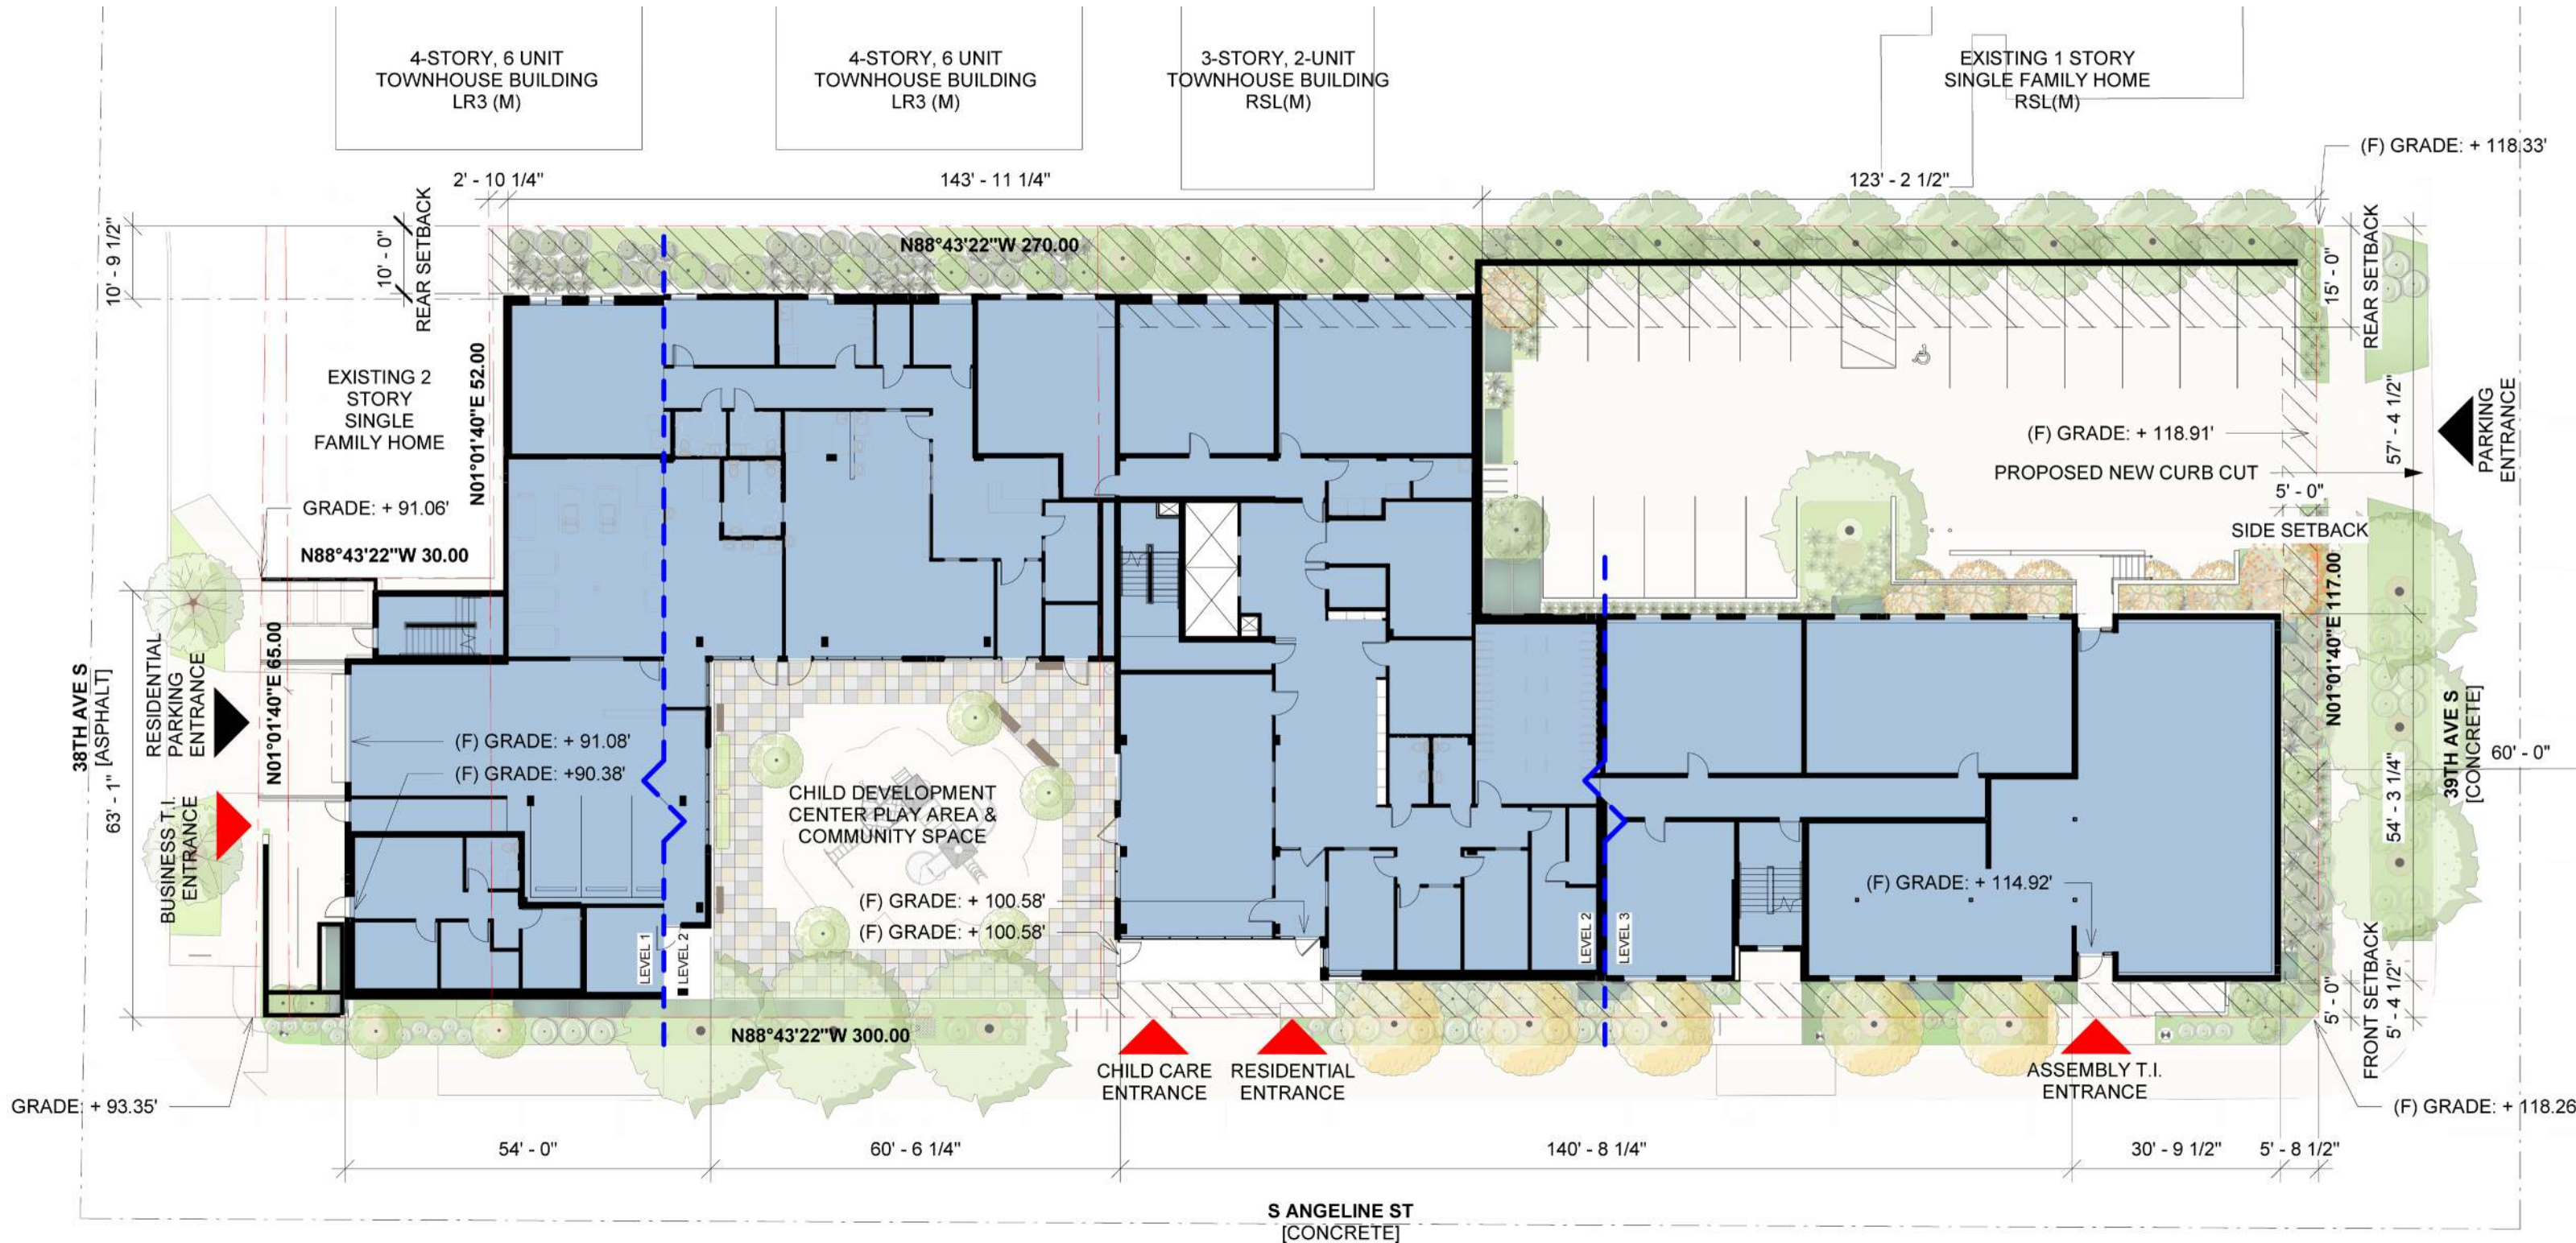 4-STORY, 6 UNIT
TOWNHOUSE BUILDING
LR3 (M)
4-STORY, 6 UNIT
TOWNHOUSE BUILDING
LR3 (M)
3-STORY, 2-UNIT
TOWNHOUSE BUILDING
RSL(M)
EXISTING 1 STORY
SINGLE FAMILY HOME
RSL(M)
(F) GRADE: + 118.33'
2' - 10 1/4"
143' - 11 1/4"
123' - 2 1/2"
10' - 9 1/2"
10' - 0"
REAR SETBACK
N88°43'22"W 270.00
15' - 0"
REAR SETBACK
EXISTING 2
STORY
SINGLE
FAMILY HOME
N01°01'40"E 52.00
GRADE: + 91.06'
N88°43'22"W 30.00
(F) GRADE: + 118.91'
PROPOSED NEW CURB CUT
57' - 4 1/2"
PARKING
ENTRANCE
5' - 0"
SIDE SETBACK
N01°01'40"E 117.00
38TH AVE S
[ASPHALT]
63' - 1"
RESIDENTIAL
PARKING
ENTRANCE
N01°01'40"E 65.00
BUSINESS T.I.
ENTRANCE
(F) GRADE: + 91.08'
(F) GRADE: +90.38'
CHILD DEVELOPMENT
CENTER PLAY AREA &
COMMUNITY SPACE
(F) GRADE: + 100.58'
(F) GRADE: + 100.58'
(F) GRADE: + 114.92'
39TH AVE S
[CONCRETE]
60' - 0"
54' - 3 1/4"
LEVEL 1
LEVEL 2
LEVEL 2
LEVEL 3
FRONT SETBACK
5' - 0"
5' - 4 1/2"
N88°43'22"W 300.00
CHILD CARE
ENTRANCE
RESIDENTIAL
ENTRANCE
ASSEMBLY T.I.
ENTRANCE
GRADE: + 93.35'
(F) GRADE: + 118.26
54' - 0"
60' - 6 1/4"
140' - 8 1/4"
30' - 9 1/2"
5' - 8 1/2"
S ANGELINE ST
[CONCRETE]